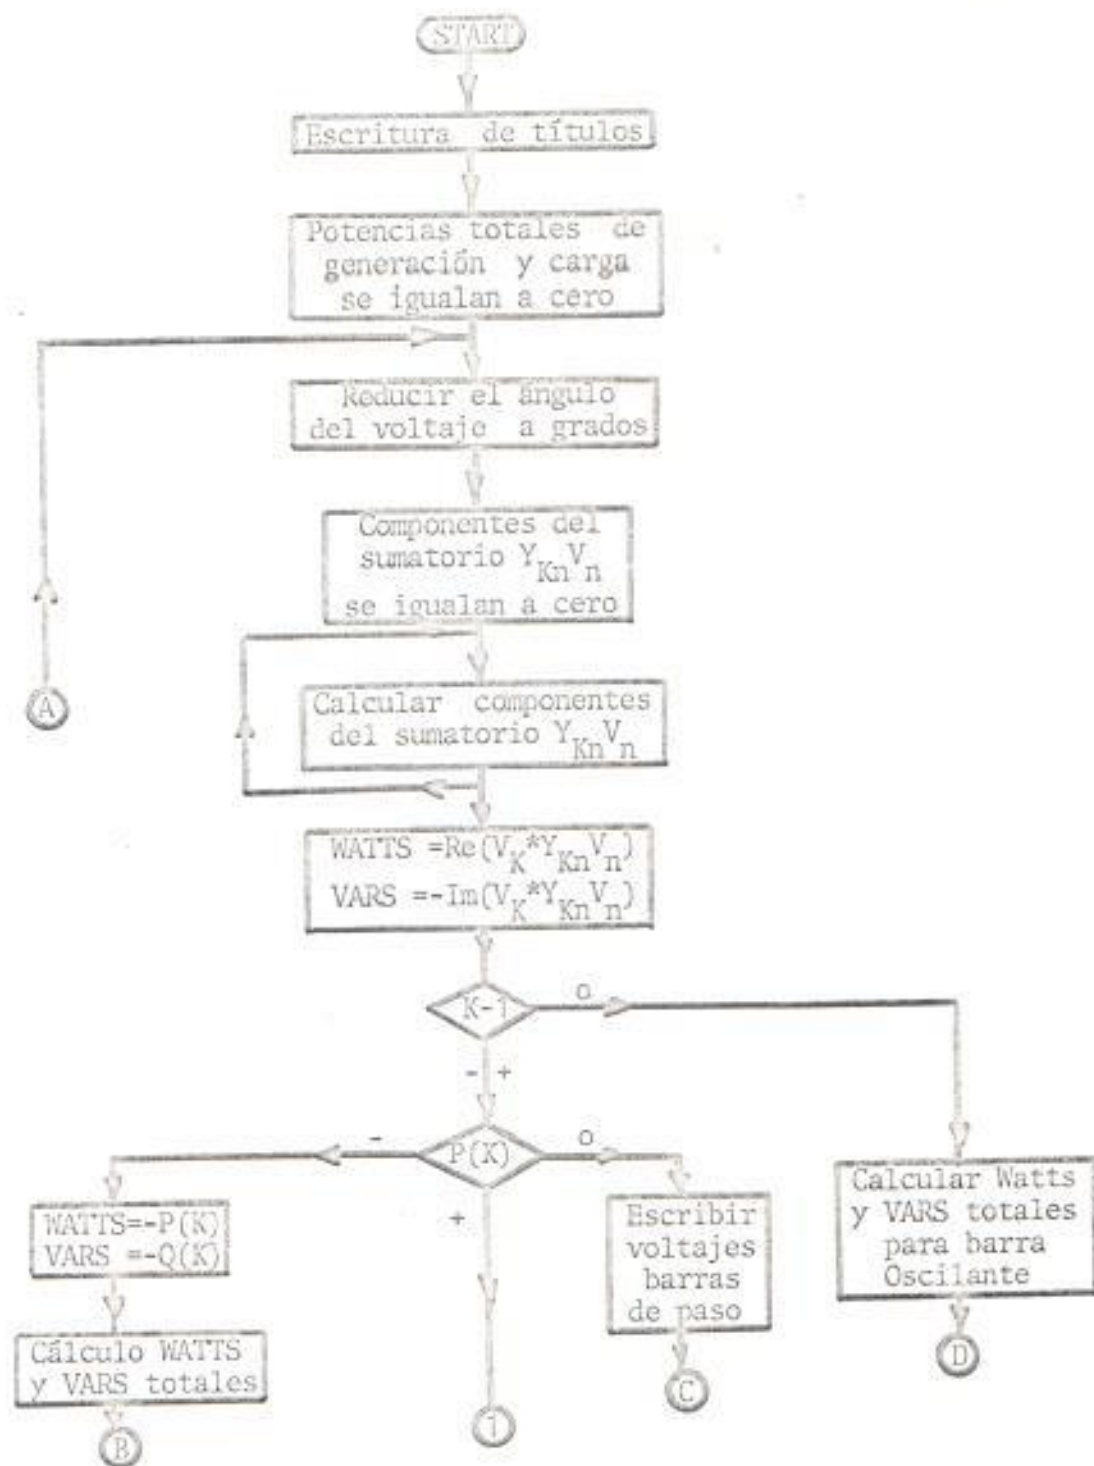 START
Escritura de títulos
Potencias totales de
generación y carga
se igualan a cero
Reducir el ángulo
del voltaje a grados
Componentes del
sumatorio Y_Kn V_n
se igualan a cero
A
Calcular componentes
del sumatorio Y_Kn V_n
WATTS =Re(V_K*Y_Kn V_n)
VARS =-Im(V_K*Y_Kn V_n)
K-1
o
- +
P(K)
-
o
+
WATTS=-P(K)
VARS =-Q(K)
Escribir
voltajes
barras
de paso
Calcular Watts
y VARS totales
para barra
Oscilante
Cálculo WATTS
y VARS totales
B
1
C
D